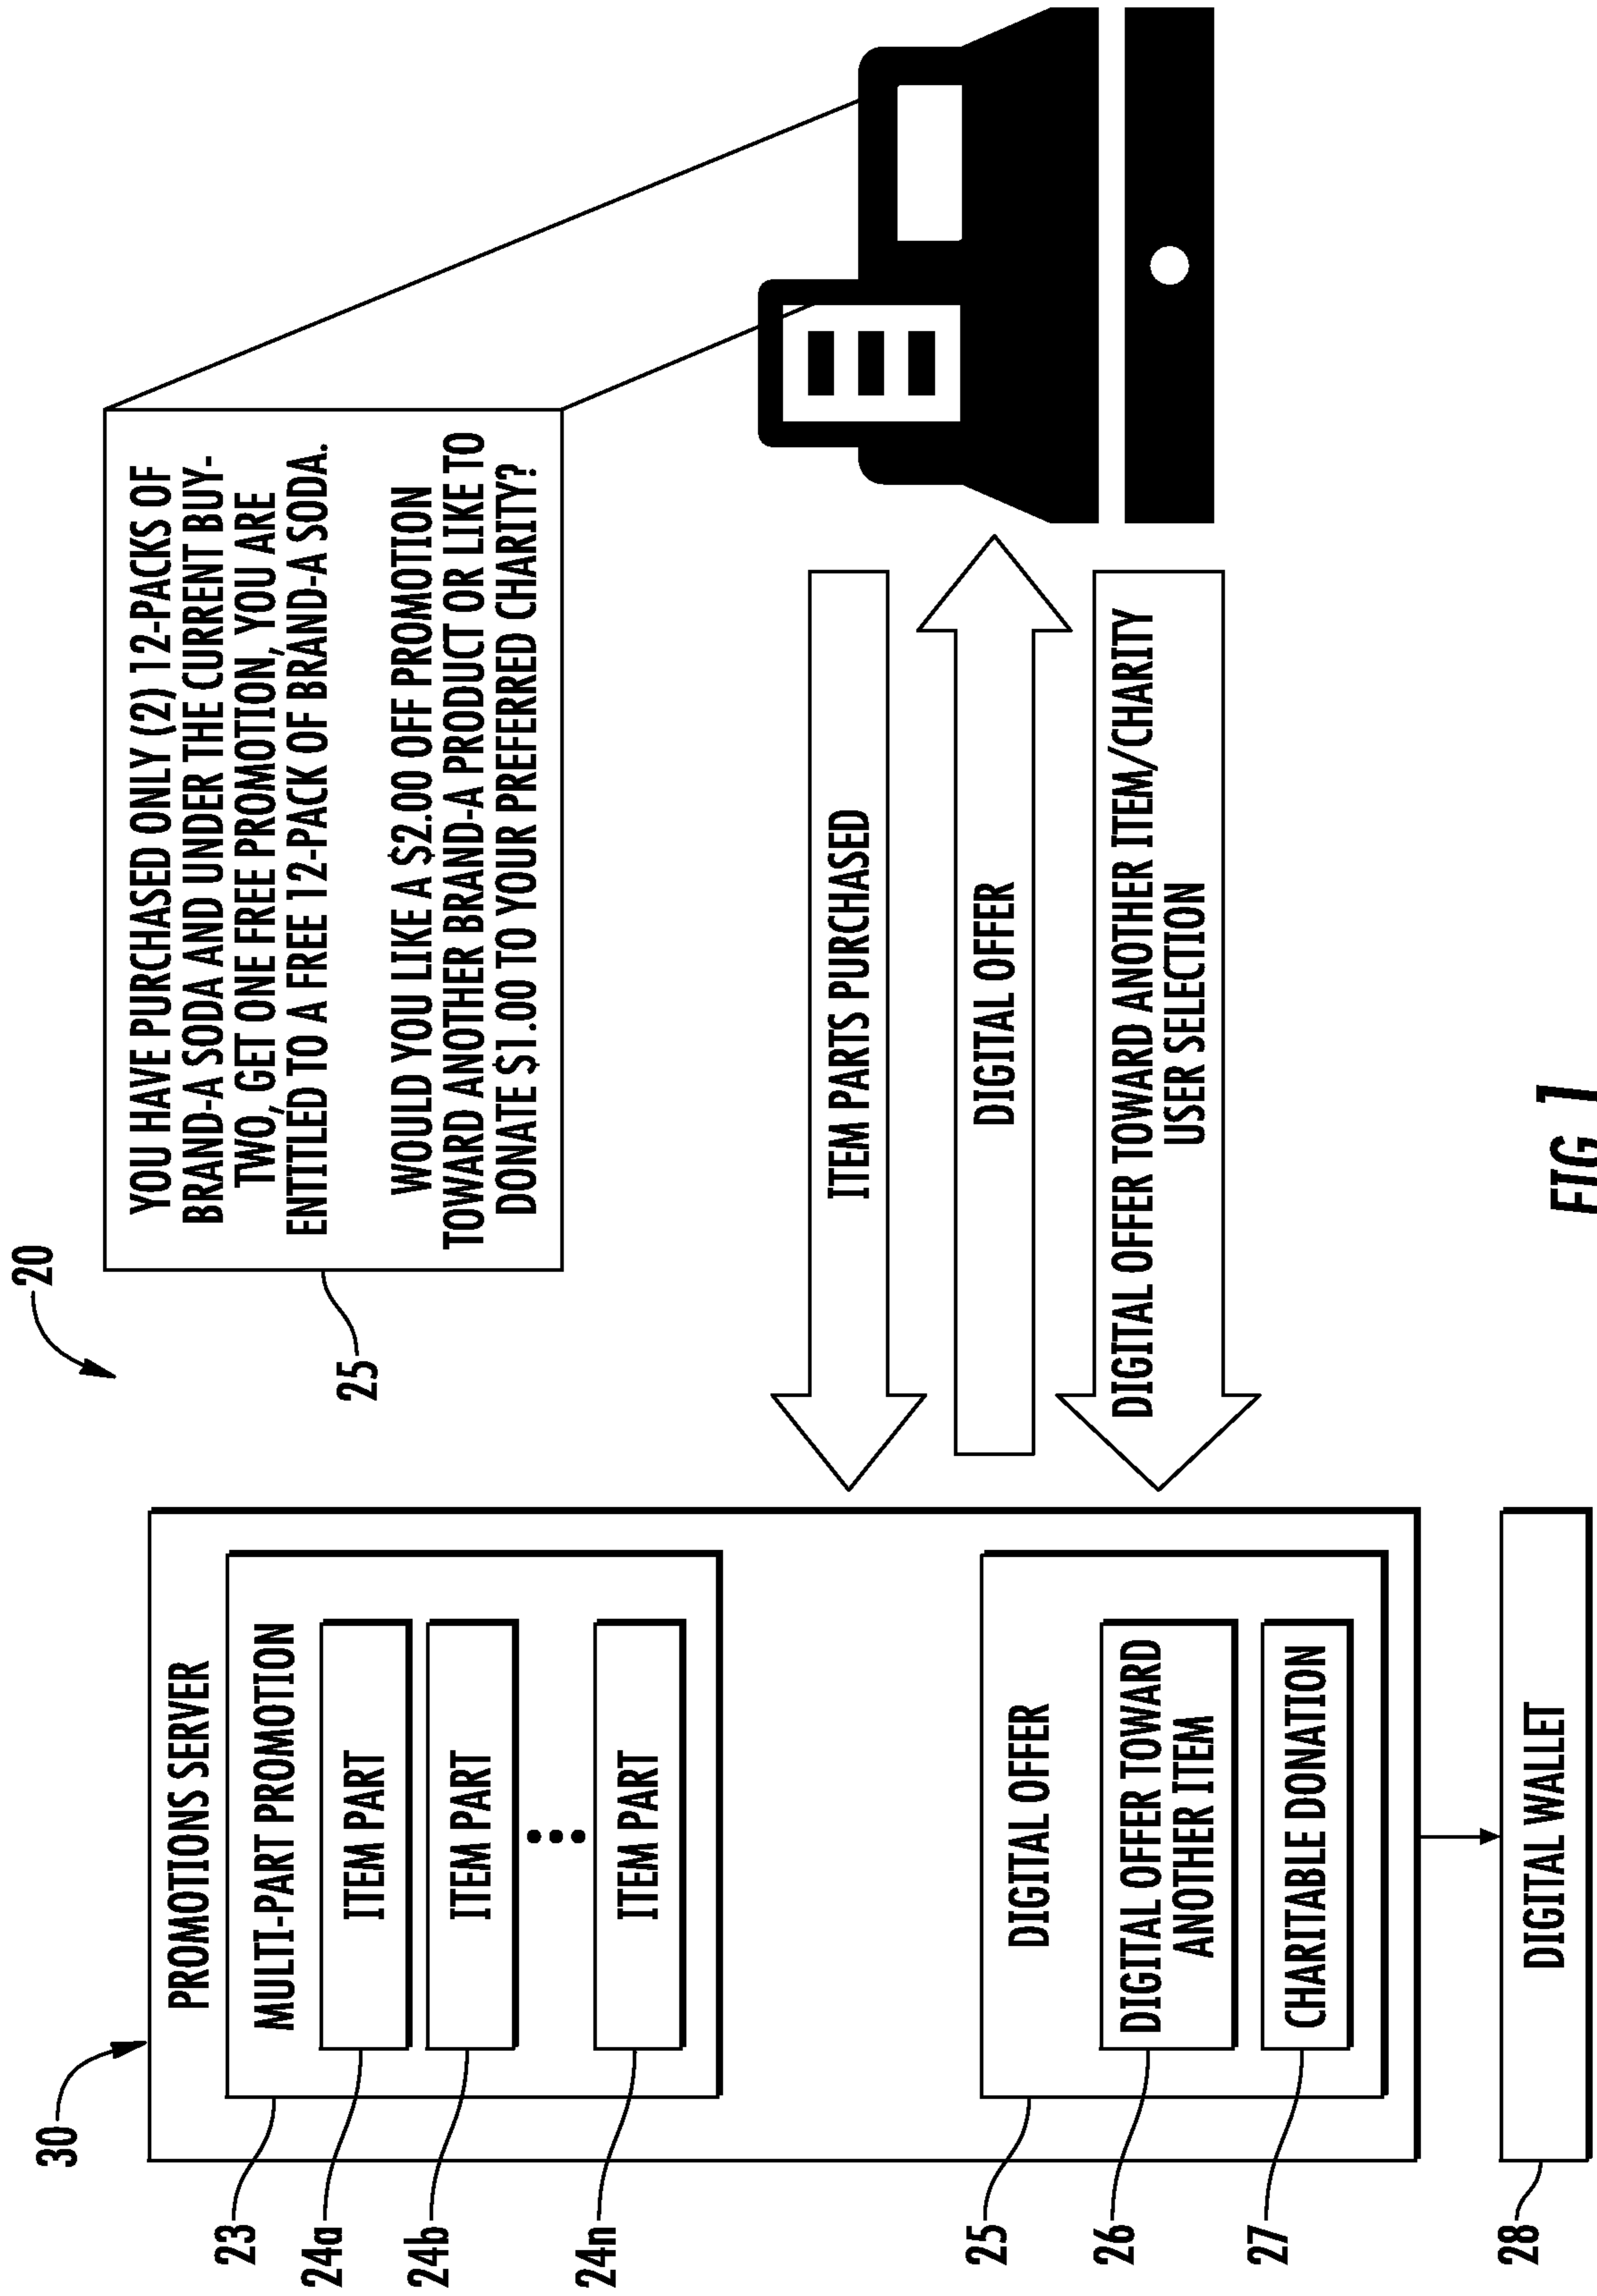 20
30
PROMOTIONS SERVER
23
MULTI-PART PROMOTION
24a
ITEM PART
24b
ITEM PART
24n
ITEM PART
25
DIGITAL OFFER
26
DIGITAL OFFER TOWARD
ANOTHER ITEM
27
CHARITABLE DONATION
28
DIGITAL WALLET
25
YOU HAVE PURCHASED ONLY (2) 12-PACKS OF
BRAND-A SODA AND UNDER THE CURRENT BUY-
TWO, GET ONE FREE PROMOTION, YOU ARE
ENTITLED TO A FREE 12-PACK OF BRAND-A SODA.
WOULD YOU LIKE A $2.00 OFF PROMOTION
TOWARD ANOTHER BRAND-A PRODUCT OR LIKE TO
DONATE $1.00 TO YOUR PREFERRED CHARITY?
ITEM PARTS PURCHASED
DIGITAL OFFER
DIGITAL OFFER TOWARD ANOTHER ITEM/CHARITY
USER SELECTION
FIG 1